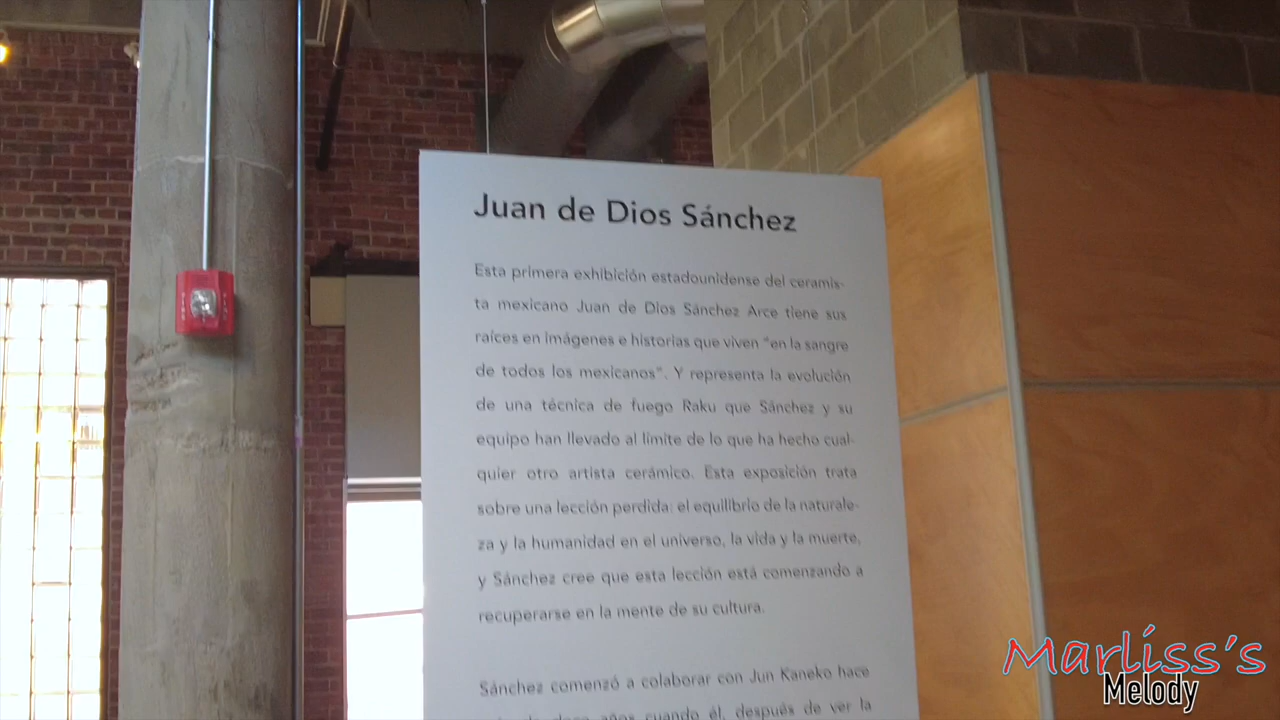 Juan de Dios Sánchez
Esta primera exhibición estadounidense del ceramis-
ta mexicano Juan de Dios Sánchez Arce tiene sus
raíces en imágenes e historias que viven "en la sangre
de todos los mexicanos". Y representa la evolución
de una técnica de fuego Raku que Sánchez y su
equipo han llevado al límite de lo que ha hecho cual-
quier otro artista cerámico. Esta exposición trata
sobre una lección perdida: el equilibrio de la naturale-
za y la humanidad en el universo, la vida y la muerte,
y Sánchez cree que esta lección está comenzando a
recuperarse en la mente de su cultura.
Sánchez comenzó a colaborar con Jun Kaneko hace
años cuando él, después de ver la
Marliss's
Melody